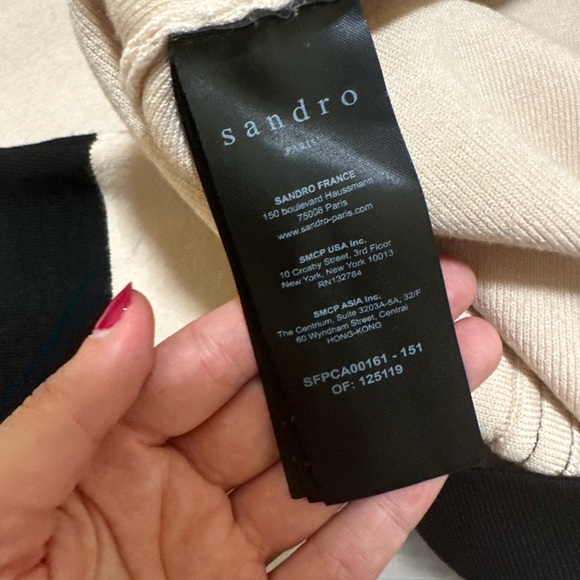 sandro
PARIS
SANDRO FRANCE
150 boulevard Haussmann
75008 Paris
www.sandro-paris.com
SMCP USA Inc.
10 Crosby Street, 3rd Floor
New York, New York 10013
RN132784
SMCP ASIA Inc.
The Centrium, Suite 3203A-5A, 32/F
60 Wyndham Street, Central
HONG-KONG
SFPCA00161 - 151
OF: 125119